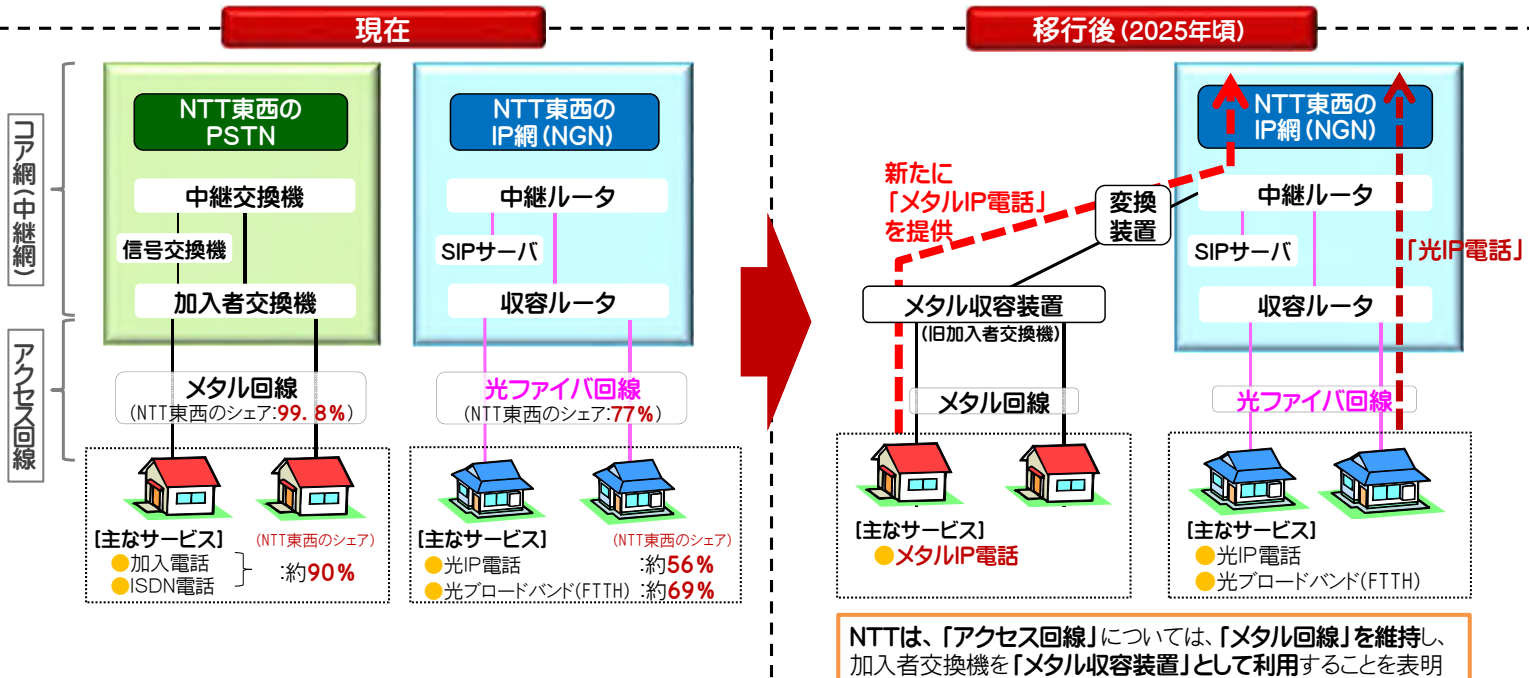 現在
コア網(中継網)
アクセス回線
NTT東西の
PSTN
中継交換機
信号交換機
加入者交換機
メタル回線
(NTT東西のシェア:99.8%)
[主なサービス]
(NTT東西のシェア)
●加入電話
●ISDN電話
:約90%
NTT東西の
IP網(NGN)
中継ルータ
SIPサーバ
収容ルータ
光ファイバ回線
(NTT東西のシェア:77%)
[主なサービス]
(NTT東西のシェア)
●光IP電話 :約56%
●光ブロードバンド(FTTH) :約69%
移行後(2025年頃)
新たに
「メタルIP電話」
を提供
変換
装置
メタル収容装置
(旧加入者交換機)
メタル回線
[主なサービス]
●メタルIP電話
NTT東西の
IP網(NGN)
中継ルータ
SIPサーバ
「光IP電話」
収容ルータ
光ファイバ回線
[主なサービス]
●光IP電話
●光ブロードバンド(FTTH)
NTTは、「アクセス回線」については、「メタル回線」を維持し、
加入者交換機を「メタル収容装置」として利用することを表明